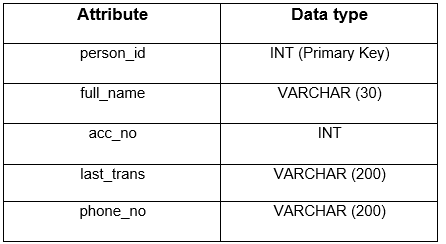 Attribute Data type
person_id INT (Primary Key)
full_name VARCHAR (30)
acc_no INT
last_trans VARCHAR (200)
phone_no VARCHAR (200)